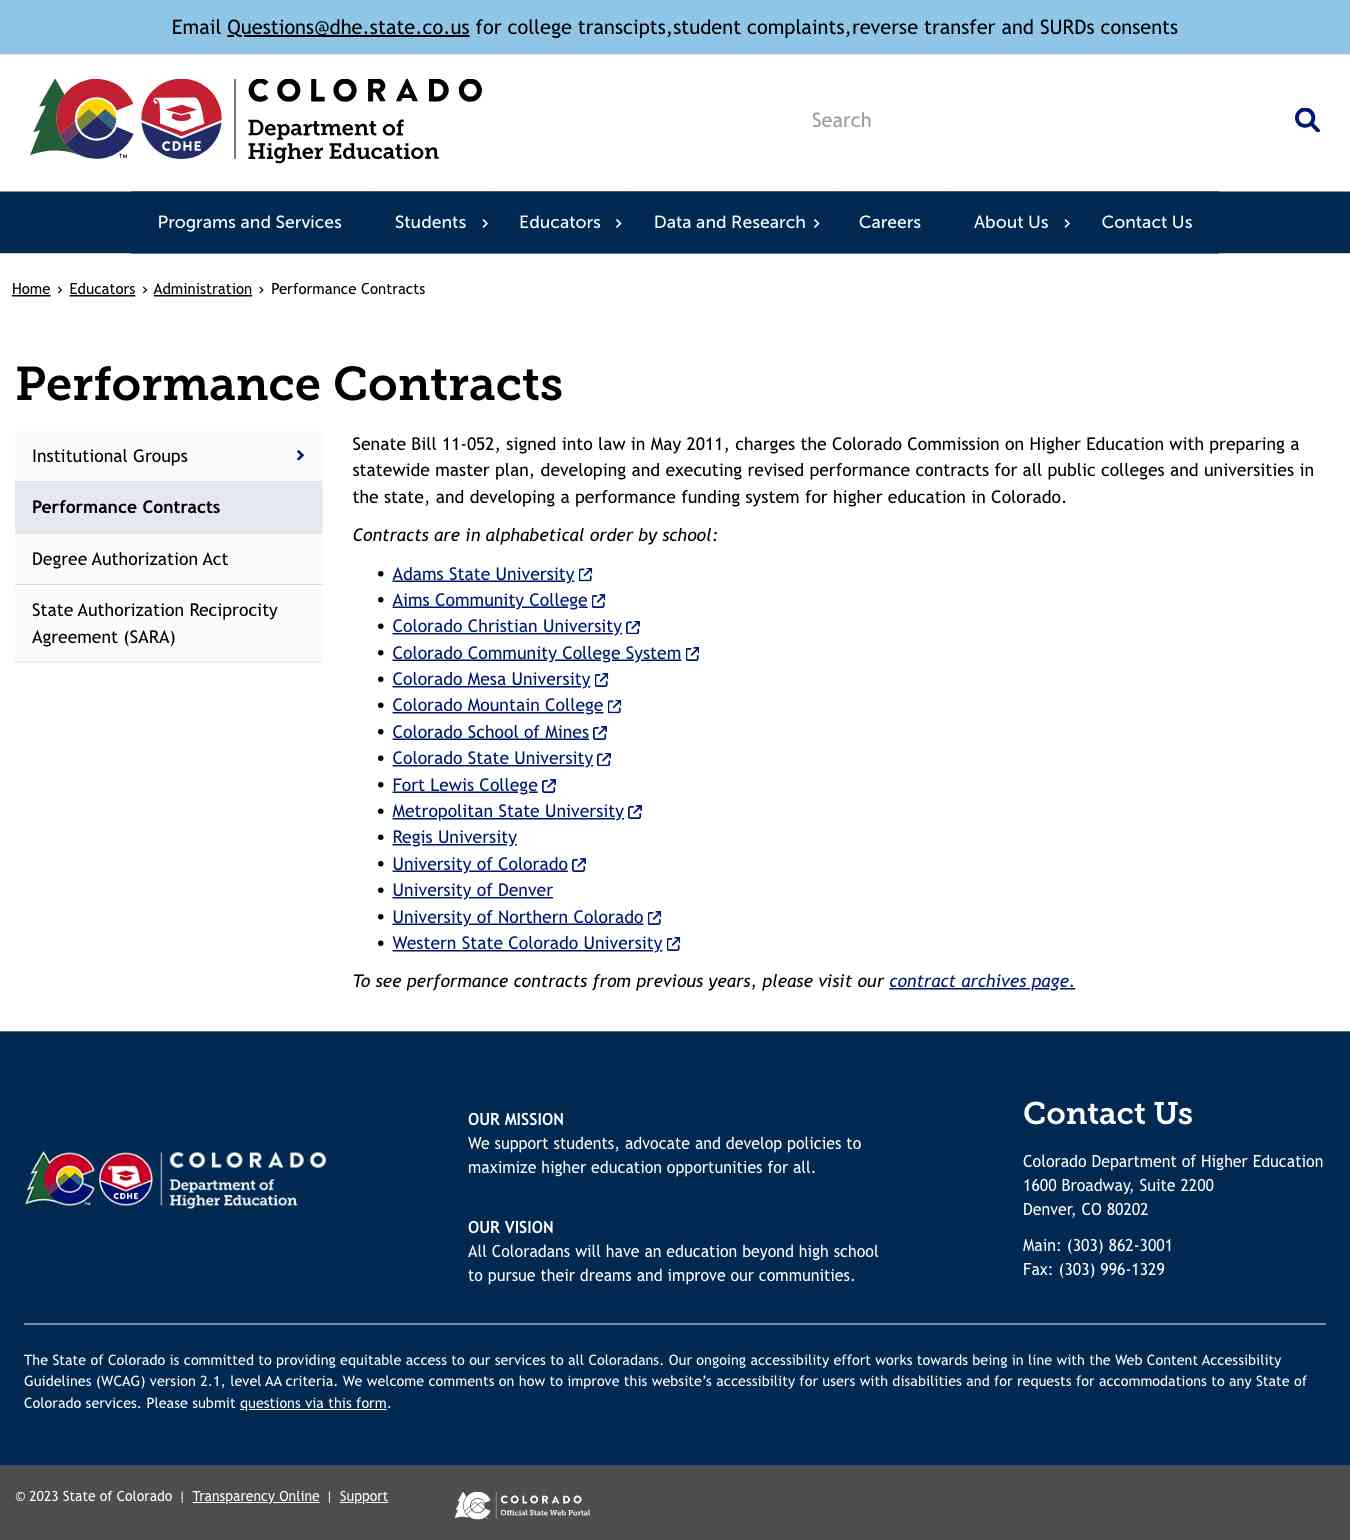 Email Questions@dhe.state.co.us for college transcipts,student complaints,reverse transfer and SURDs consents
COLORADO
Department of
Higher Education
CDHE
TM
Search
Programs and Services Students Educators Data and Research Careers About Us Contact Us
Home › Educators › Administration › Performance Contracts
Performance Contracts
Institutional Groups
Performance Contracts
Degree Authorization Act
State Authorization Reciprocity
Agreement (SARA)
Senate Bill 11-052, signed into law in May 2011, charges the Colorado Commission on Higher Education with preparing a
statewide master plan, developing and executing revised performance contracts for all public colleges and universities in
the state, and developing a performance funding system for higher education in Colorado.
Contracts are in alphabetical order by school:
• Adams State University
• Aims Community College
• Colorado Christian University
• Colorado Community College System
• Colorado Mesa University
• Colorado Mountain College
• Colorado School of Mines
• Colorado State University
• Fort Lewis College
• Metropolitan State University
• Regis University
• University of Colorado
• University of Denver
• University of Northern Colorado
• Western State Colorado University
To see performance contracts from previous years, please visit our contract archives page.
COLORADO
Department of
Higher Education
CDHE
OUR MISSION
We support students, advocate and develop policies to
maximize higher education opportunities for all.
OUR VISION
All Coloradans will have an education beyond high school
to pursue their dreams and improve our communities.
Contact Us
Colorado Department of Higher Education
1600 Broadway, Suite 2200
Denver, CO 80202
Main: (303) 862-3001
Fax: (303) 996-1329
The State of Colorado is committed to providing equitable access to our services to all Coloradans. Our ongoing accessibility effort works towards being in line with the Web Content Accessibility
Guidelines (WCAG) version 2.1, level AA criteria. We welcome comments on how to improve this website’s accessibility for users with disabilities and for requests for accommodations to any State of
Colorado services. Please submit questions via this form.
© 2023 State of Colorado | Transparency Online | Support
COLORADO
Official State Web Portal